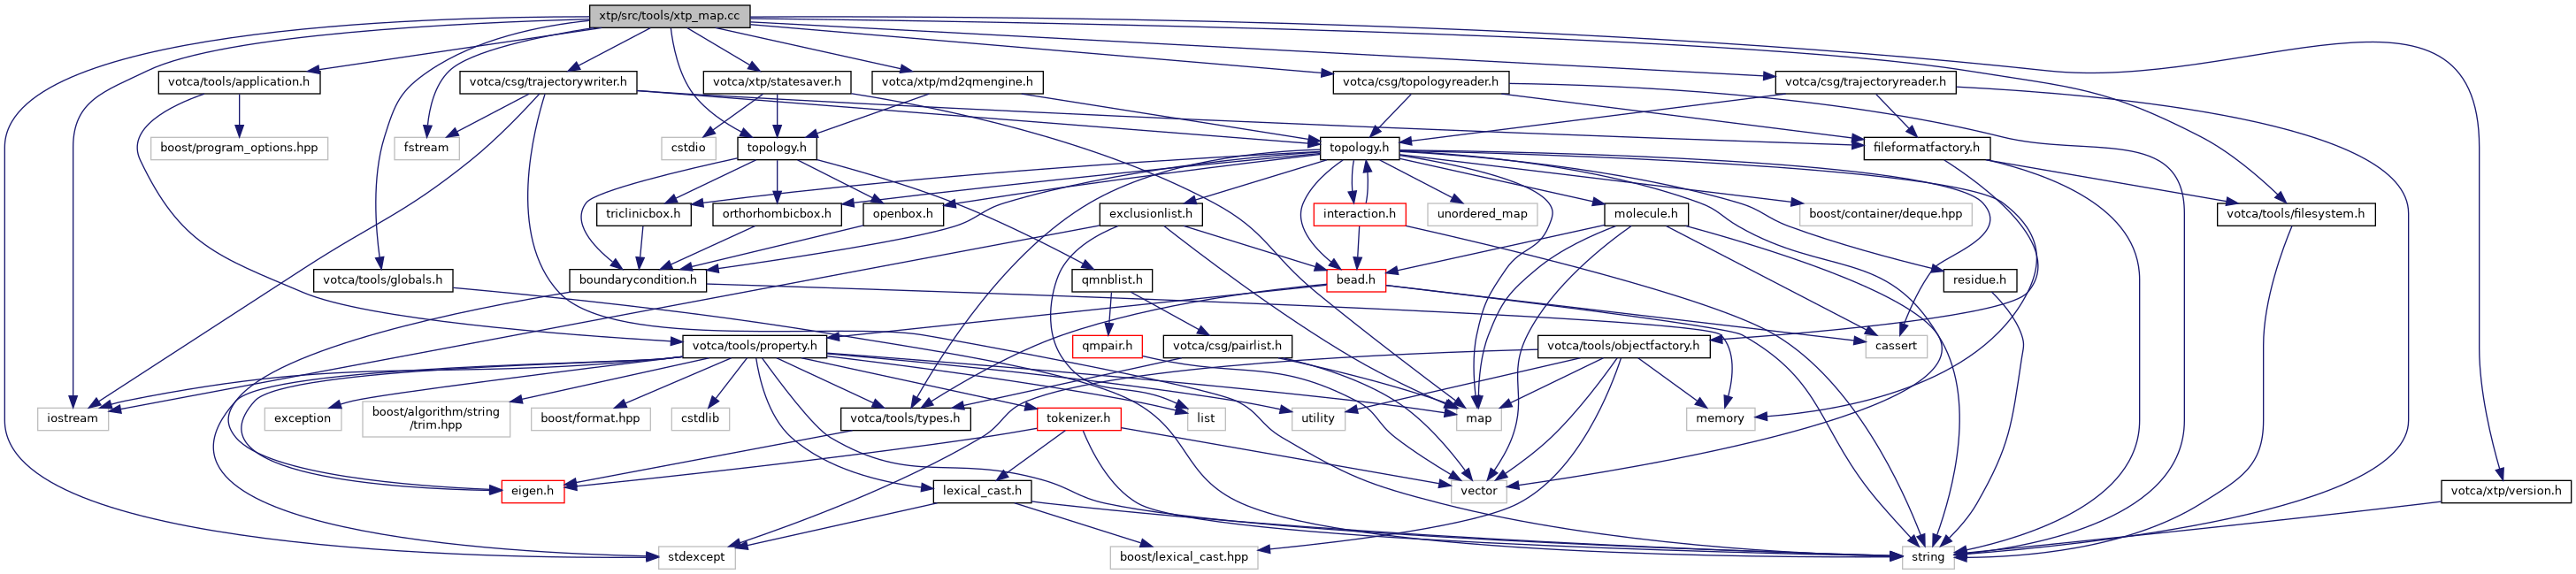 xtp/src/tools/xtp_map.cc
votca/tools/application.h
votca/csg/trajectorywriter.h
votca/xtp/statesaver.h
votca/xtp/md2qmengine.h
votca/csg/topologyreader.h
votca/csg/trajectoryreader.h
boost/program_options.hpp
fstream
cstdio
topology.h
topology.h
fileformatfactory.h
triclinicbox.h
orthorhombicbox.h
openbox.h
exclusionlist.h
interaction.h
unordered_map
molecule.h
boost/container/deque.hpp
votca/tools/filesystem.h
votca/tools/globals.h
boundarycondition.h
qmnblist.h
bead.h
residue.h
votca/tools/property.h
qmpair.h
votca/csg/pairlist.h
votca/tools/objectfactory.h
cassert
iostream
exception
boost/algorithm/string
/trim.hpp
boost/format.hpp
cstdlib
votca/tools/types.h
tokenizer.h
list
utility
map
memory
eigen.h
lexical_cast.h
vector
votca/xtp/version.h
stdexcept
boost/lexical_cast.hpp
string